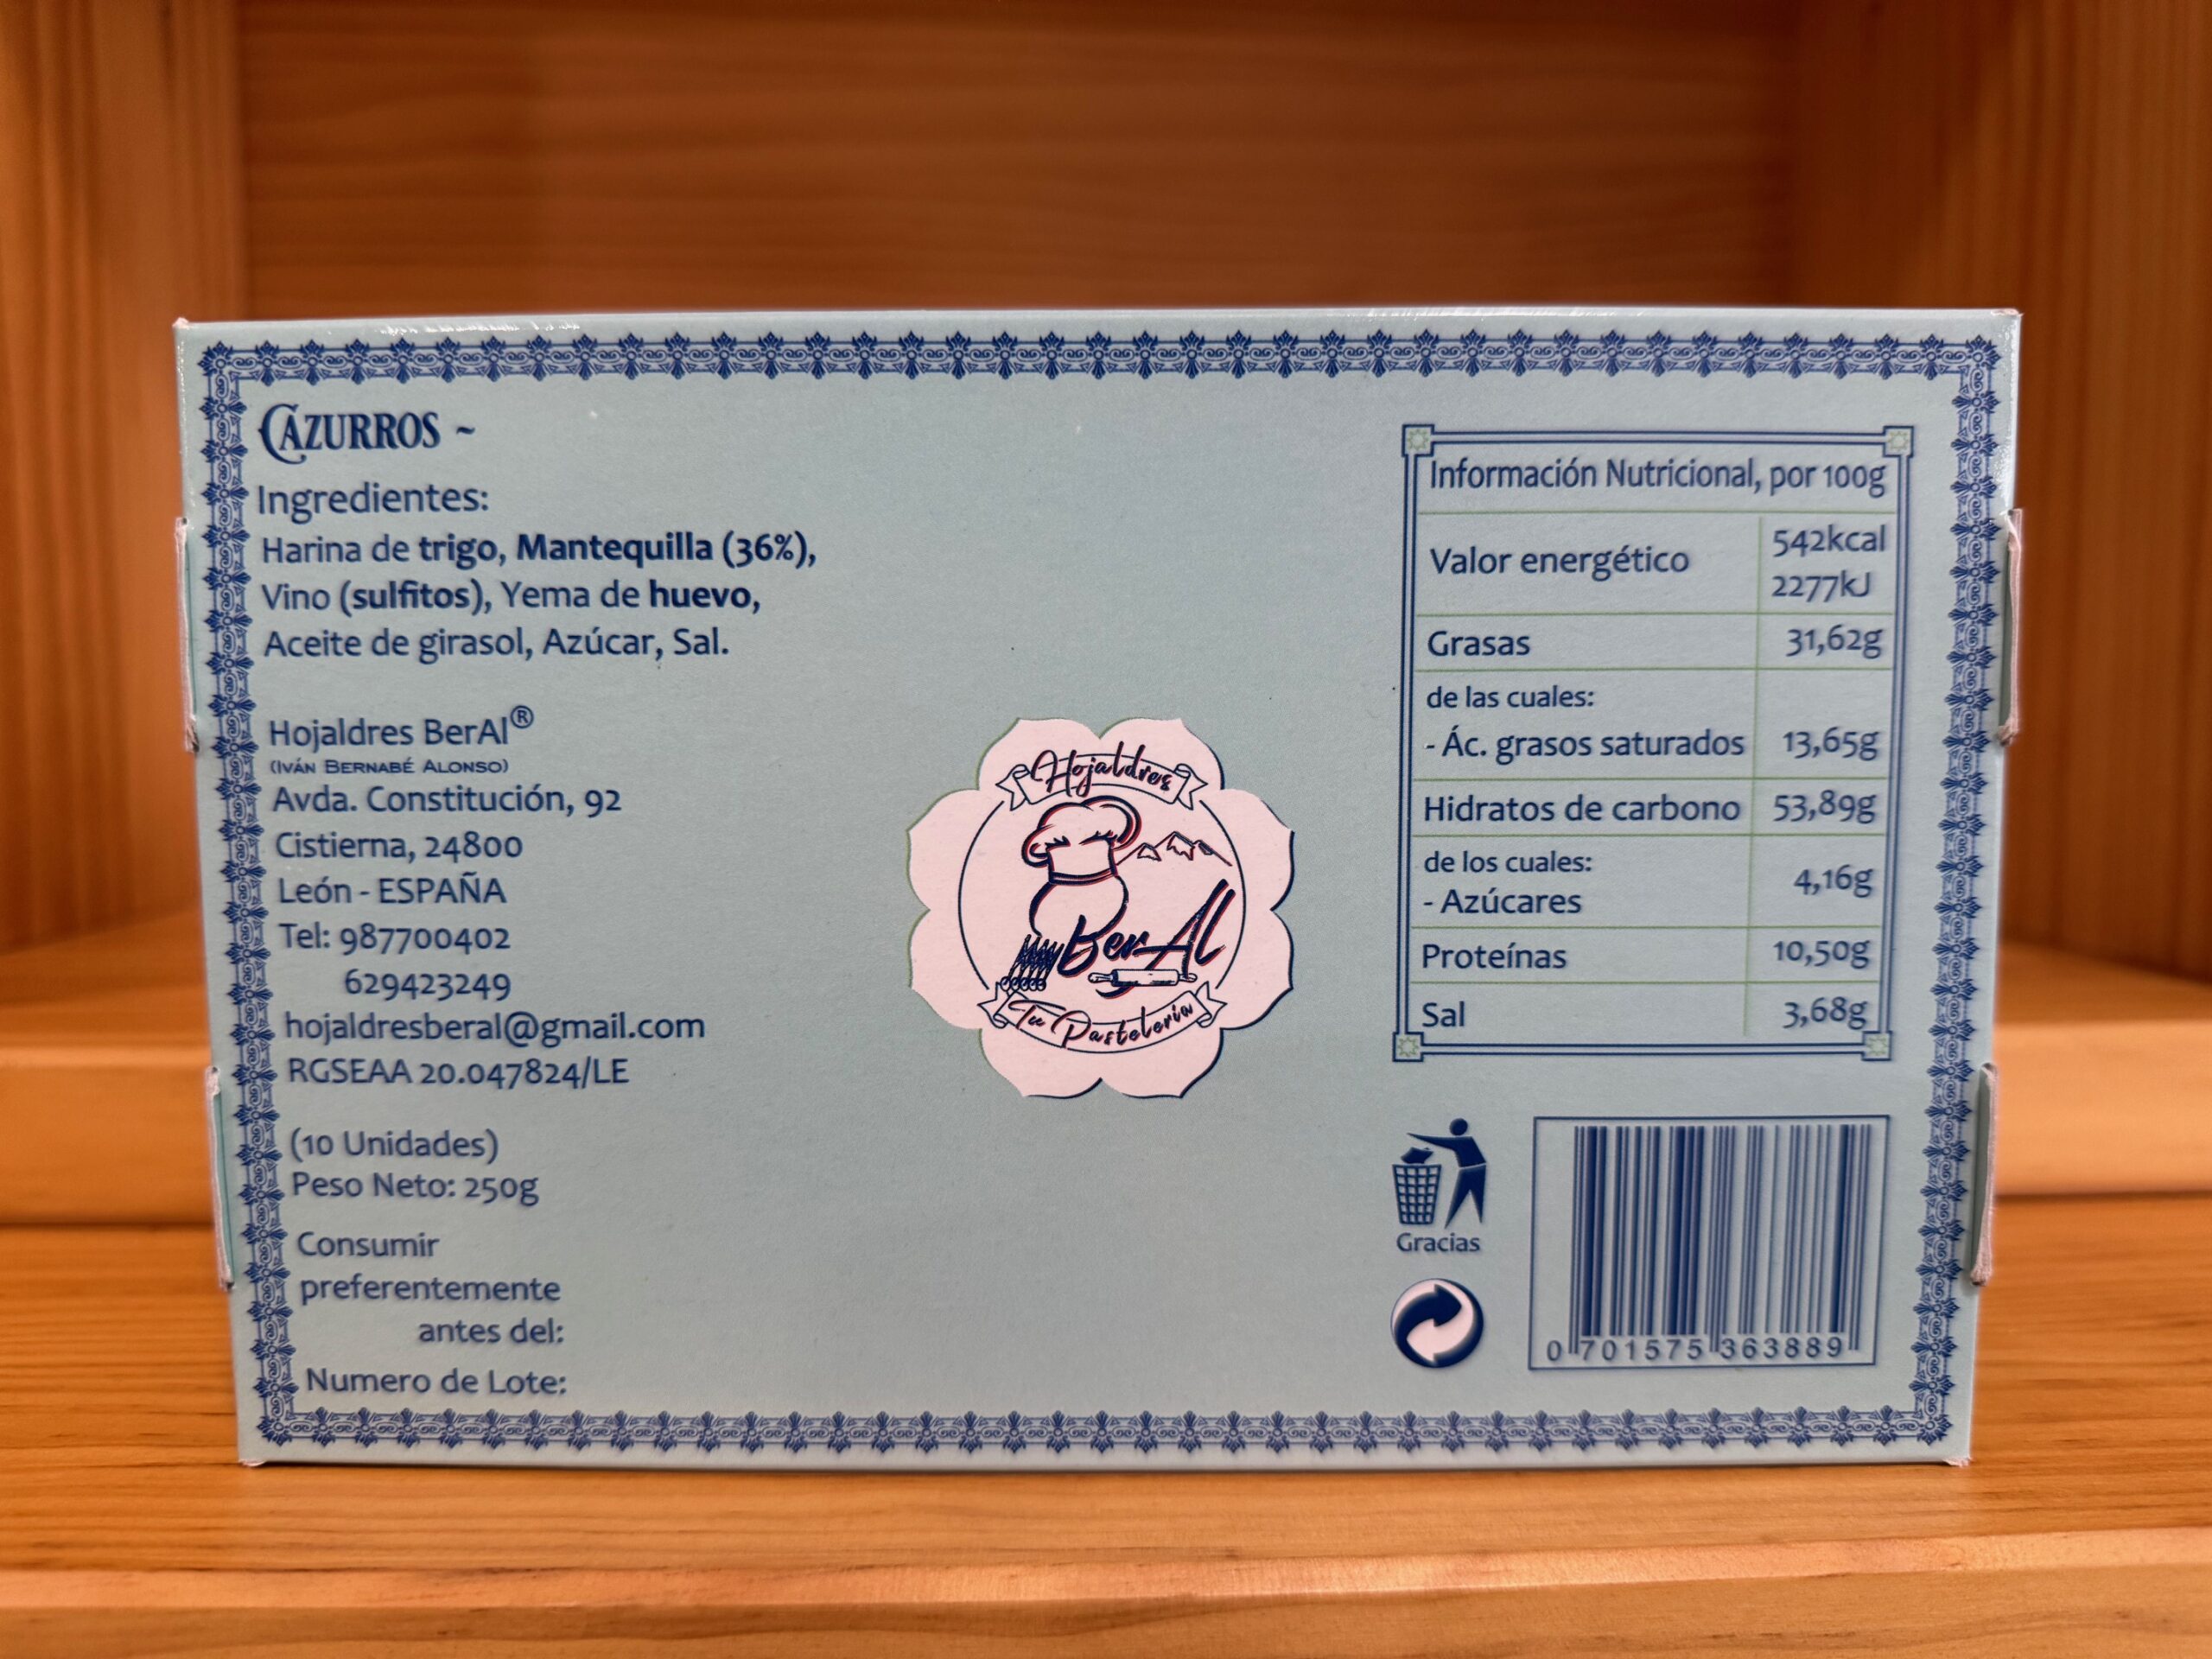 CAZURROS ~
Ingredientes:
Harina de trigo, Mantequilla (36%),
Vino (sulfitos), Yema de huevo,
Aceite de girasol, Azúcar, Sal.
Hojaldres BerAl®
(IVÁN BERNABÉ ALONSO)
Avda. Constitución, 92
Cistierna, 24800
León - ESPAÑA
Tel: 987700402
629423249
hojaldresberal@gmail.com
RGSEAA 20.047824/LE
(10 Unidades)
Peso Neto: 250g
Consumir
preferentemente
antes del:
Numero de Lote:
Hojaldres
BerAl
Tu Pastelería
Información Nutricional, por 100g
Valor energético 542kcal
2277kJ
Grasas 31,62g
de las cuales:
- Ác. grasos saturados 13,65g
Hidratos de carbono 53,89g
de los cuales:
- Azúcares 4,16g
Proteínas 10,50g
Sal 3,68g
Gracias
0 701575 363889